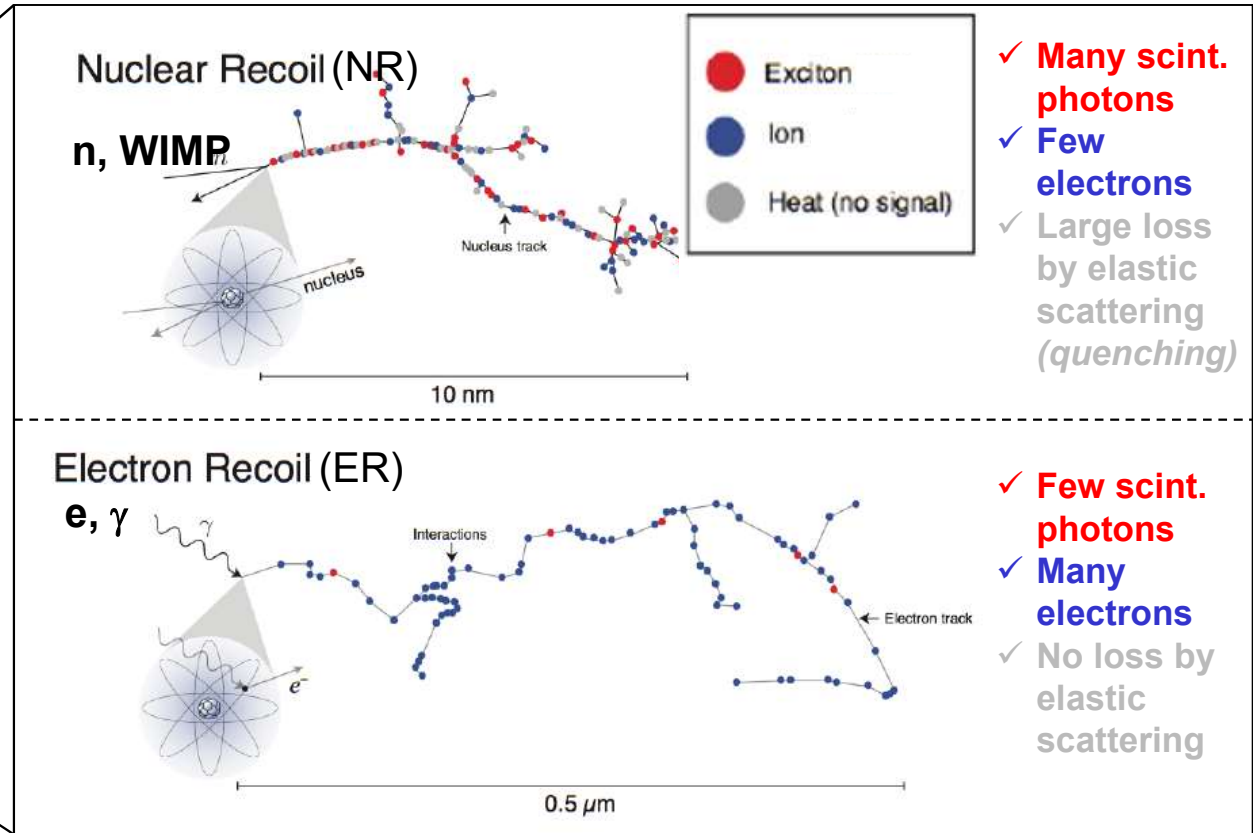 Nuclear Recoil (NR)
n, WIMP
n
nucleus
Nucleus track
10 nm
Exciton
Ion
Heat (no signal)
✓ Many scint.
photons
✓ Few
electrons
✓ Large loss
by elastic
scattering
(quenching)
Electron Recoil (ER)
e, γ
γ
Interactions
Electron track
e⁻
0.5 μm
✓ Few scint.
photons
✓ Many
electrons
✓ No loss by
elastic
scattering